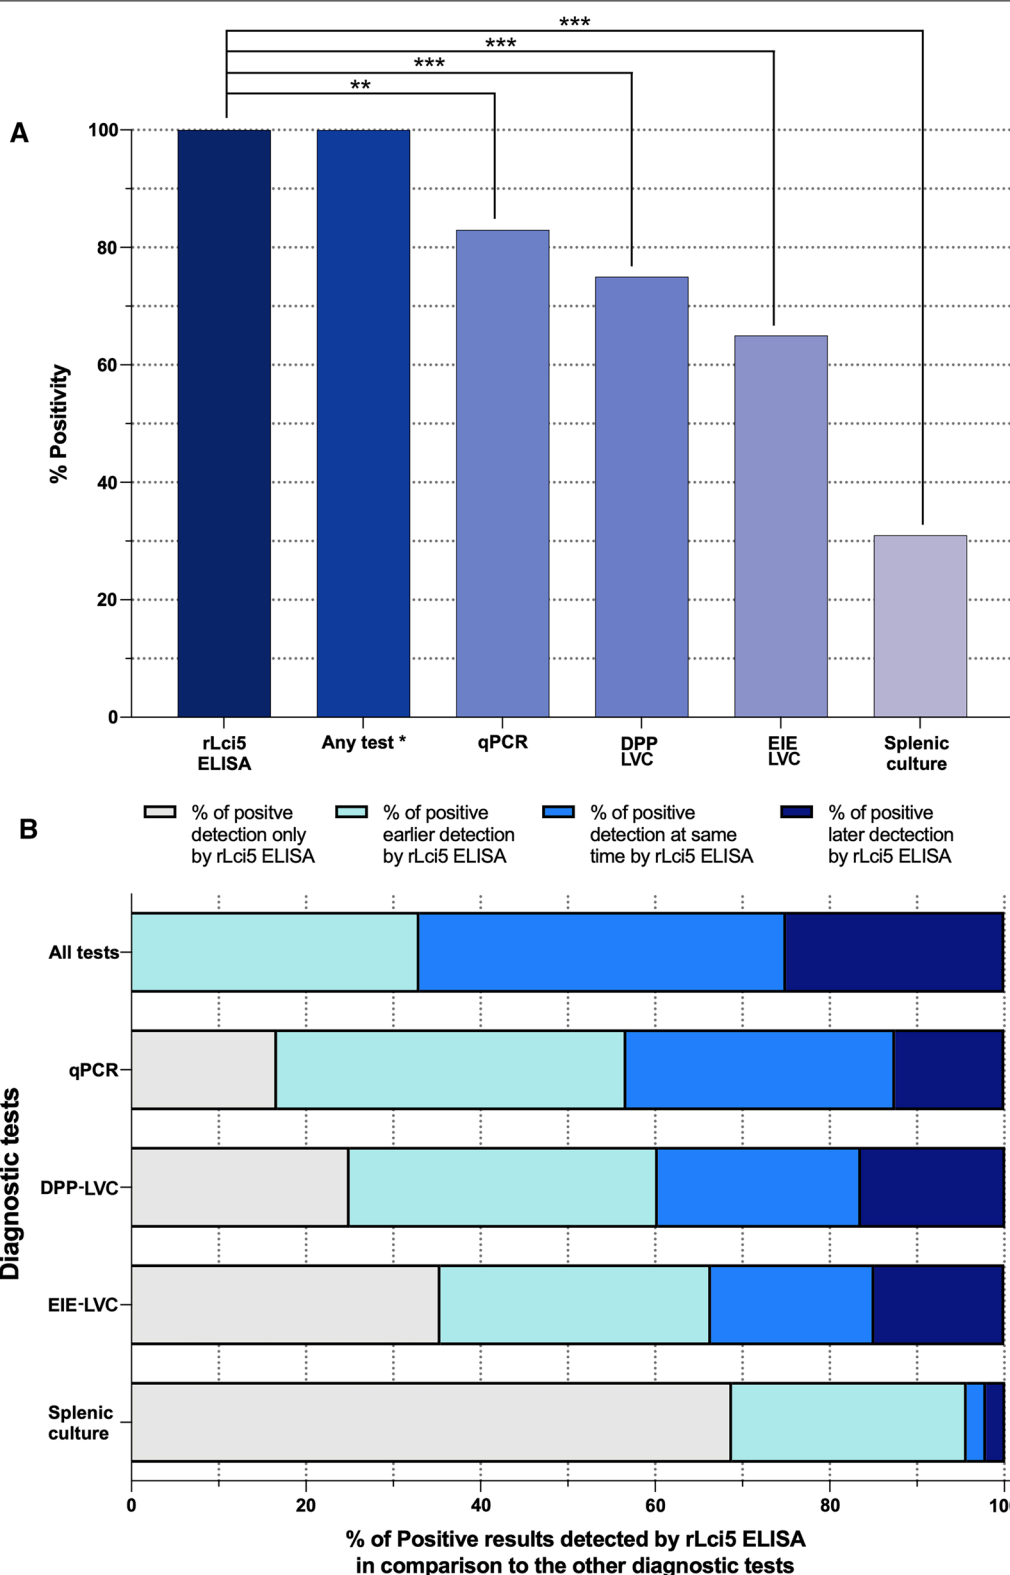 ***
***
***
**
A
100
80
60
40
20
0
% Positivity
rLci5
ELISA
Any test *
qPCR
DPP
LVC
EIE
LVC
Splenic
culture
B
% of positve
detection only
by rLci5 ELISA
% of positive
earlier detection
by rLci5 ELISA
% of positive
detection at same
time by rLci5 ELISA
% of positive
later dectection
by rLci5 ELISA
Diagnostic tests
All tests
qPCR
DPP-LVC
EIE-LVC
Splenic
culture
0 20 40 60 80 10
% of Positive results detected by rLci5 ELISA
in comparison to the other diagnostic tests